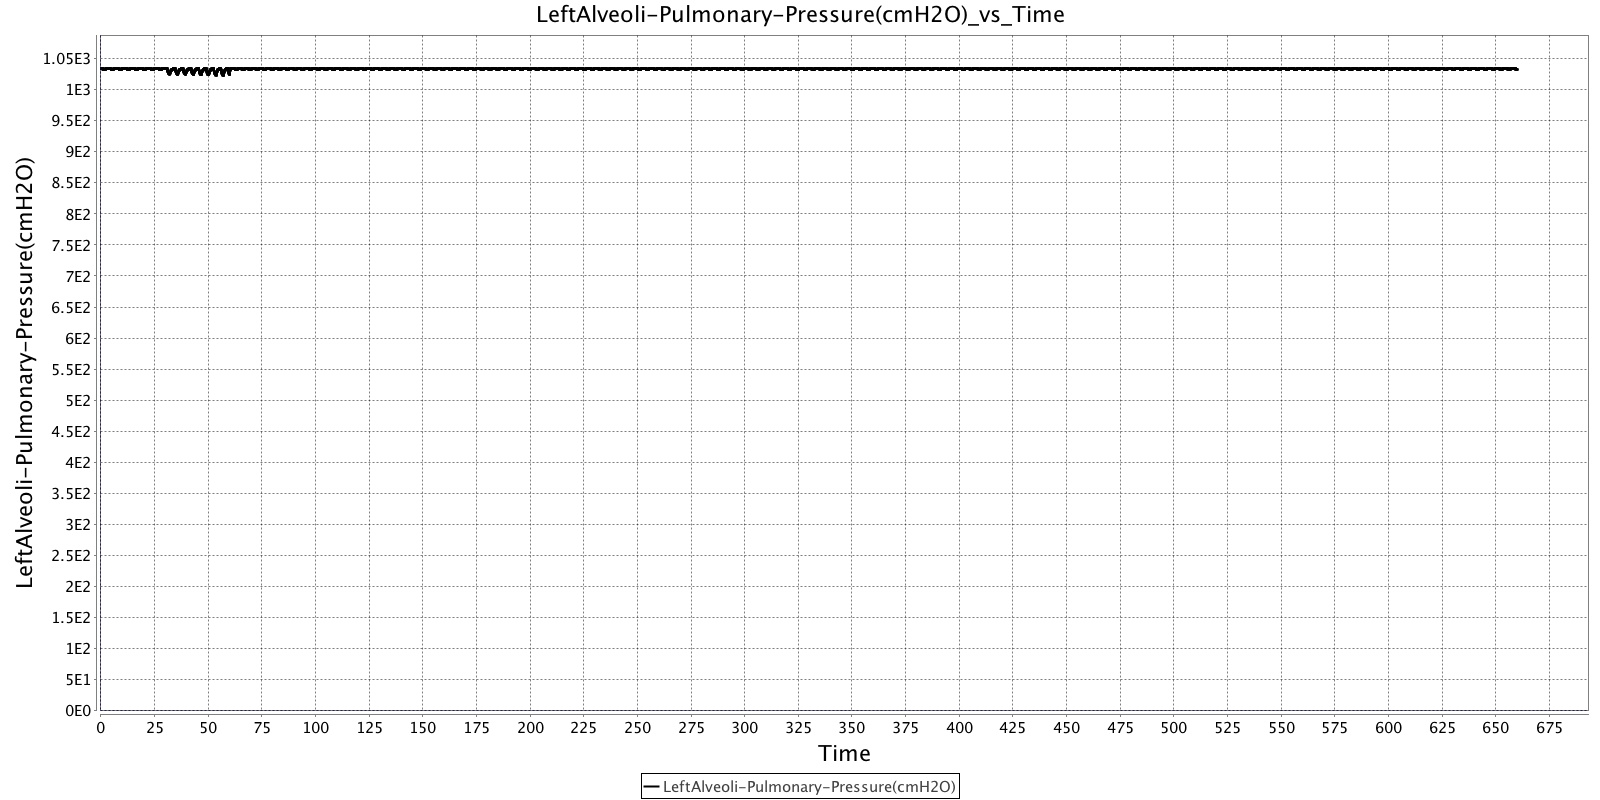 LeftAlveoli-Pulmonary-Pressure(cmH2O)_vs_Time
LeftAlveoli-Pulmonary-Pressure(cmH2O)
1.05E3
1E3
9.5E2
9E2
8.5E2
8E2
7.5E2
7E2
6.5E2
6E2
5.5E2
5E2
4.5E2
4E2
3.5E2
3E2
2.5E2
2E2
1.5E2
1E2
5E1
0E0
0 25 50 75 100 125 150 175 200 225 250 275 300 325 350 375 400 425 450 475 500 525 550 575 600 625 650 675
Time
LeftAlveoli-Pulmonary-Pressure(cmH2O)